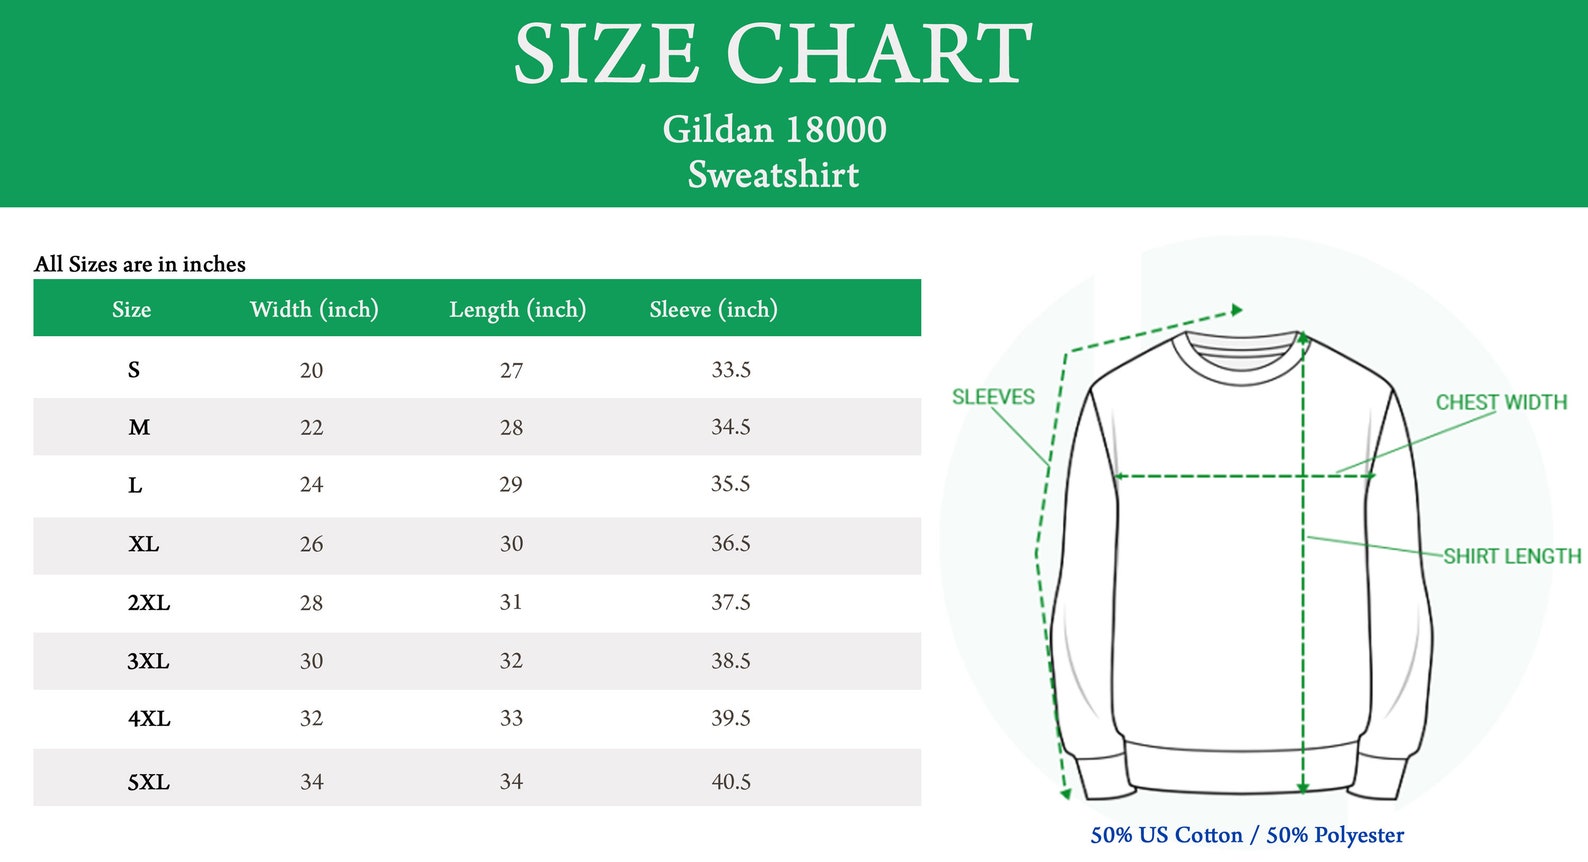 SIZE CHART
Gildan 18000
Sweatshirt
All Sizes are in inches
Size Width (inch) Length (inch) Sleeve (inch)
S 20 27 33.5
M 22 28 34.5
L 24 29 35.5
XL 26 30 36.5
2XL 28 31 37.5
3XL 30 32 38.5
4XL 32 33 39.5
5XL 34 34 40.5
SLEEVES
CHEST WIDTH
SHIRT LENGTH
50% US Cotton / 50% Polyester